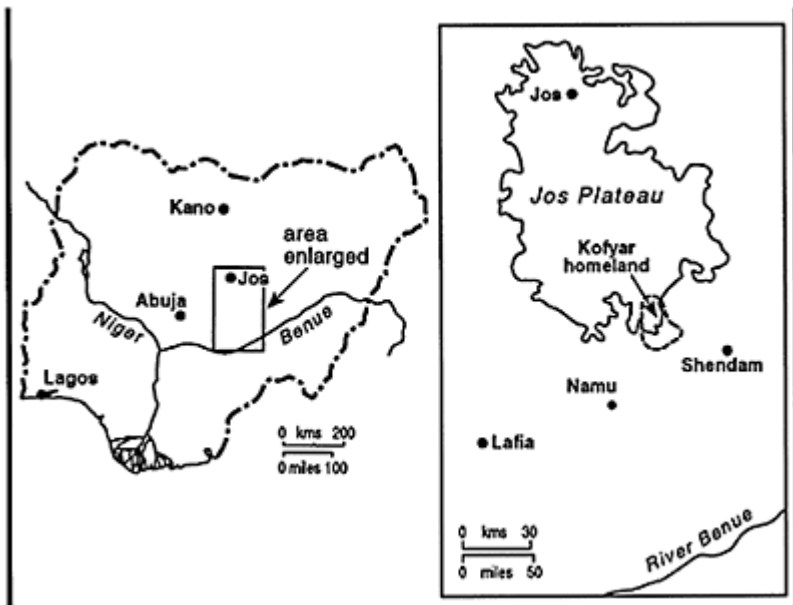 Kano
area
enlarged
Jos
Abuja
Niger
Benue
Lagos
0 kms 200
0 miles 100
Jos
Jos Plateau
Kofyar
homeland
Shendam
Namu
Lafia
0 kms 30
0 miles 50
River Benue